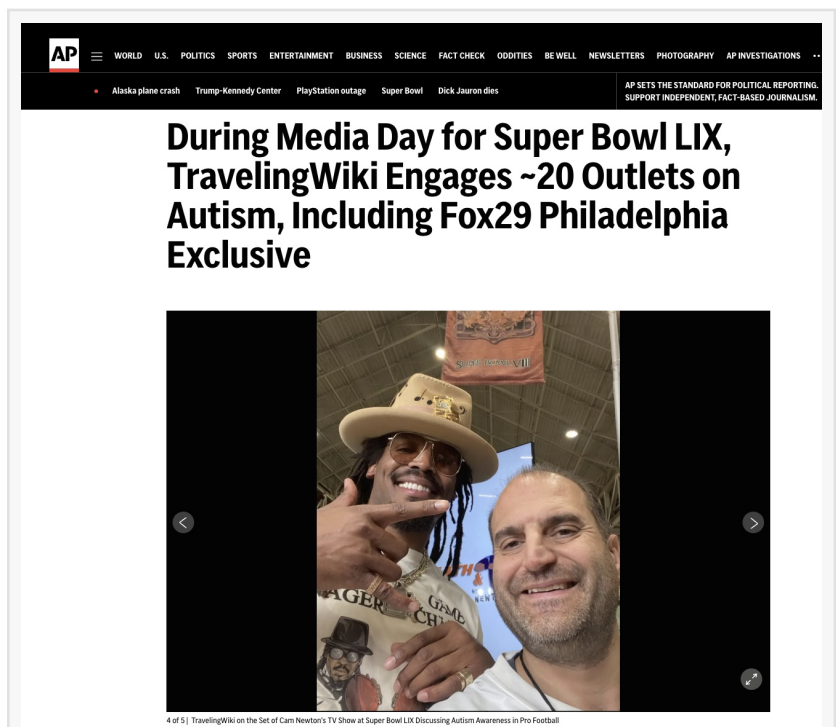 AP
WORLD U.S. POLITICS SPORTS ENTERTAINMENT BUSINESS SCIENCE FACT CHECK ODDITIES BE WELL NEWSLETTERS PHOTOGRAPHY AP INVESTIGATIONS
Alaska plane crash Trump-Kennedy Center PlayStation outage Super Bowl Dick Jauron dies
AP SETS THE STANDARD FOR POLITICAL REPORTING.
SUPPORT INDEPENDENT, FACT-BASED JOURNALISM.
During Media Day for Super Bowl LIX,
TravelingWiki Engages ~20 Outlets on
Autism, Including Fox29 Philadelphia
Exclusive
&
NEWT
GAME
4 of 5 | TravelingWiki on the Set of Cam Newton's TV Show at Super Bowl LIX Discussing Autism Awareness in Pro Football